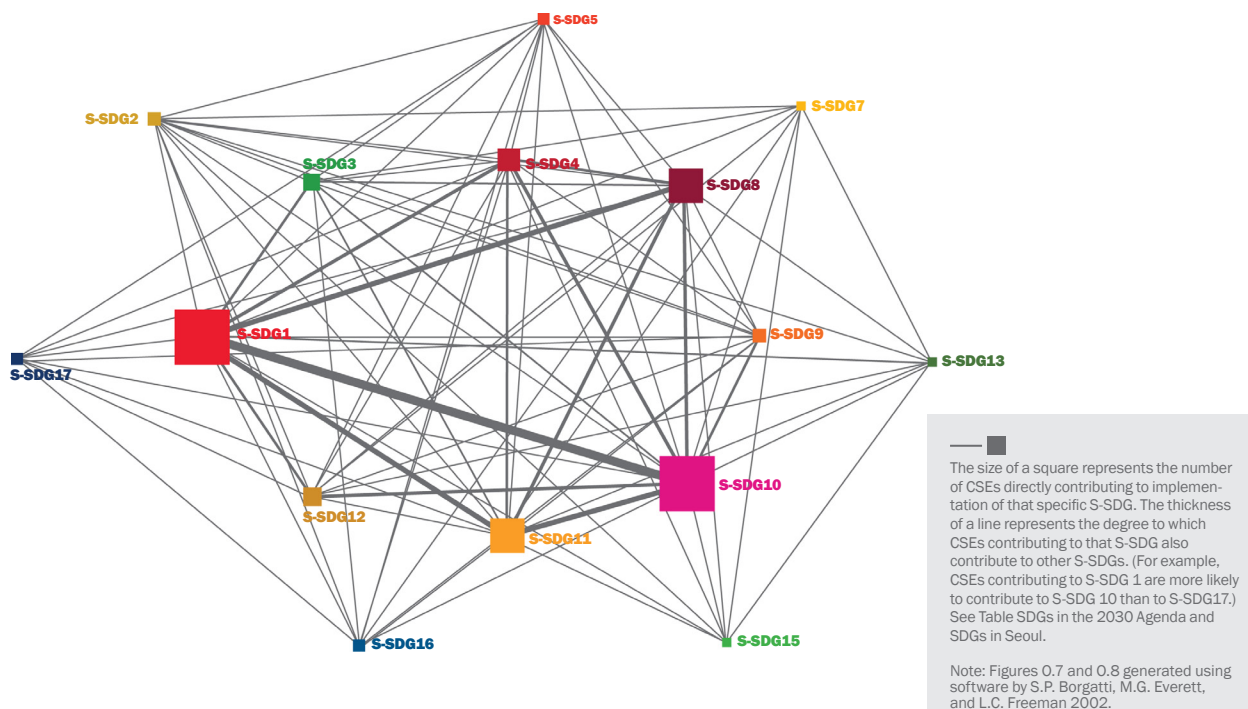 S-SDG5
S-SDG7
S-SDG2
S-SDG3
S-SDG4
S-SDG8
S-SDG1
S-SDG9
S-SDG13
S-SDG17
S-SDG10
S-SDG12
S-SDG11
S-SDG16
S-SDG15
The size of a square represents the number
of CSEs directly contributing to implemen-
tation of that specific S-SDG. The thickness
of a line represents the degree to which
CSEs contributing to that S-SDG also
contribute to other S-SDGs. (For example,
CSEs contributing to S-SDG 1 are more likely
to contribute to S-SDG 10 than to S-SDG17.)
See Table SDGs in the 2030 Agenda and
SDGs in Seoul.
Note: Figures 0.7 and 0.8 generated using
software by S.P. Borgatti, M.G. Everett,
and L.C. Freeman 2002.